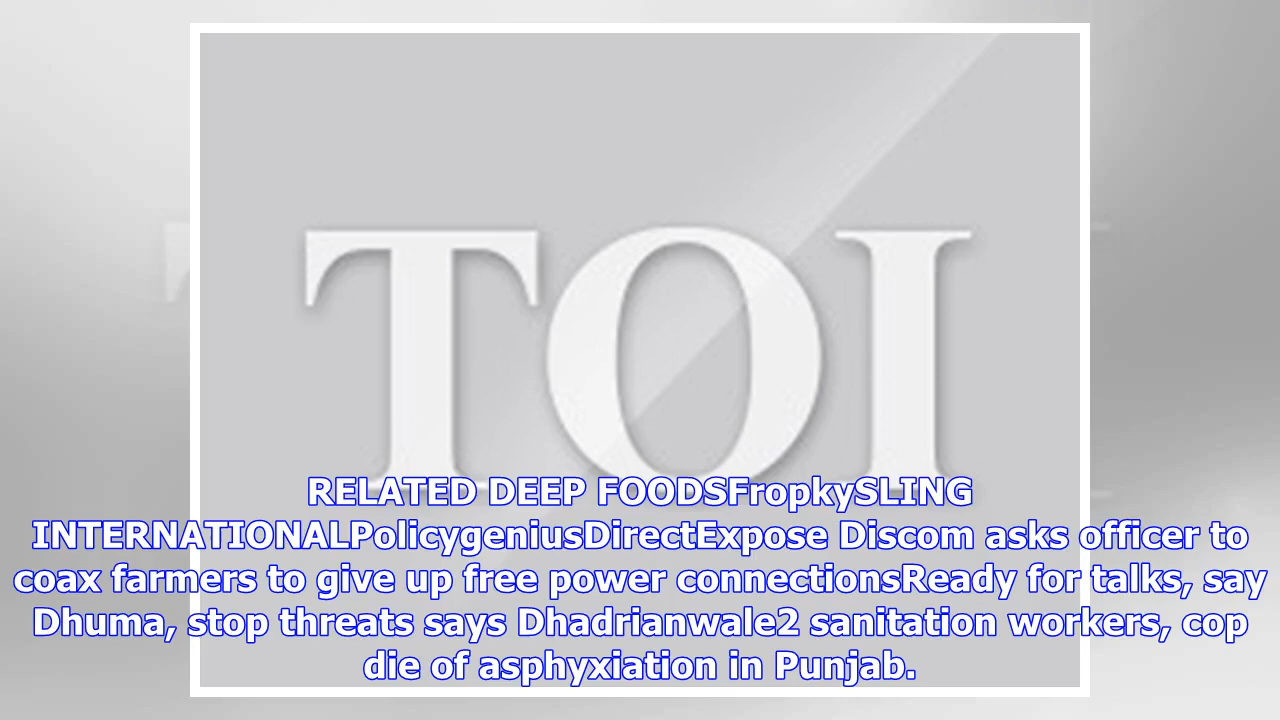 TOI
RELATED DEEP FOODSFropkySLING
INTERNATIONALPolicygeniusDirectExpose Discom asks officer to
coax farmers to give up free power connectionsReady for talks, say
Dhuma, stop threats says Dhadrianwale2 sanitation workers, cop
die of asphyxiation in Punjab.